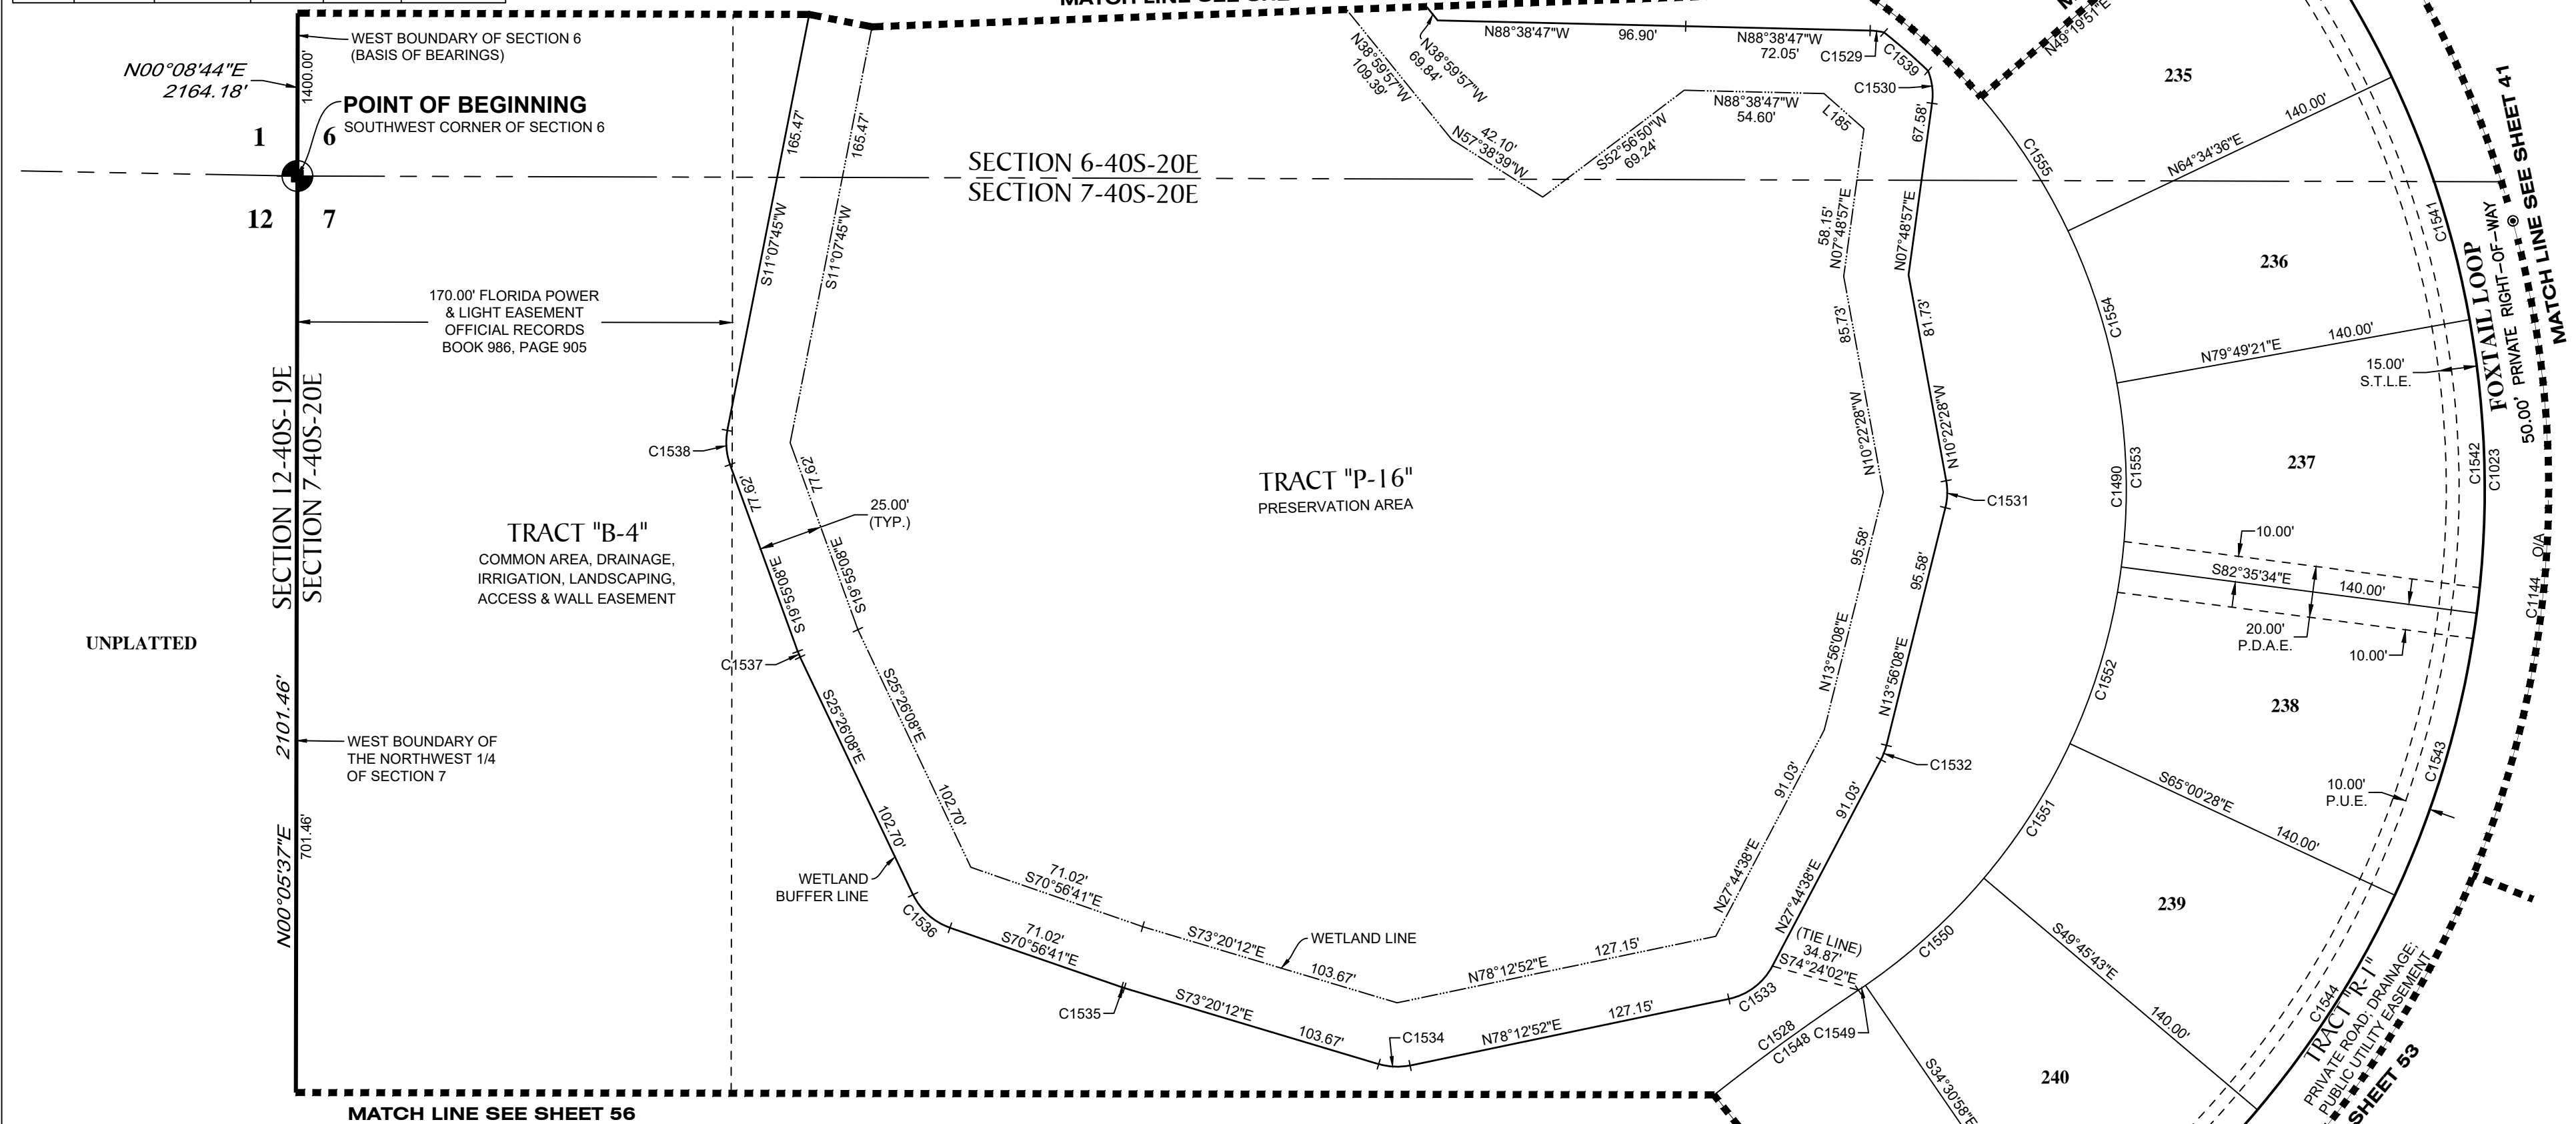 MATCH LINE SEE
WEST BOUNDARY OF SECTION 6
(BASIS OF BEARINGS)
N00°08'44"E
2164.18'
1400.00'
POINT OF BEGINNING
SOUTHWEST CORNER OF SECTION 6
1
6
12
7
SECTION 6-40S-20E
SECTION 7-40S-20E
170.00' FLORIDA POWER
& LIGHT EASEMENT
OFFICIAL RECORDS
BOOK 986, PAGE 905
SECTION 12-40S-19E
SECTION 7-40S-20E
UNPLATTED
2101.46'
N00°05'37"E
701.46'
WEST BOUNDARY OF
THE NORTHWEST 1/4
OF SECTION 7
TRACT "B-4"
COMMON AREA, DRAINAGE,
IRRIGATION, LANDSCAPING,
ACCESS & WALL EASEMENT
165.47'
S11°07'45"W
165.47'
S11°07'45"W
C1538
77.62'
S19°55'08"E
77.62'
S19°55'08"E
25.00'
(TYP.)
C1537
S25°26'08"E
102.70'
S25°26'08"E
102.70'
WETLAND
BUFFER LINE
C1536
71.02'
S70°56'41"E
71.02'
S70°56'41"E
C1535
S73°20'12"E
103.67'
S73°20'12"E
103.67'
WETLAND LINE
C1534
N78°12'52"E
127.15'
N78°12'52"E
127.15'
C1533
TRACT "P-16"
PRESERVATION AREA
N38°59'57"W
109.39'
N38°59'57"W
69.84'
N88°38'47"W
96.90'
N88°38'47"W
72.05'
C1529
C1539
C1530
42.10'
N57°38'39"W
S52°56'50"W
69.24'
N88°38'47"W
54.60'
L185
67.58'
N07°48'57"E
58.15'
N07°48'57"E
85.73'
N10°22'28"W
81.73'
N10°22'28"W
C1531
95.58'
N13°56'08"E
95.58'
N13°56'08"E
C1532
91.03'
N27°44'38"E
91.03'
N27°44'38"E
(TIE LINE)
34.87'
S74°24'02"E
C1528
C1548
C1549
C1550
C1551
C1552
C1490
C1553
C1554
C1555
N49°19'51"E
235
140.00'
N64°34'36"E
236
C1541
140.00'
N79°49'21"E
15.00'
S.T.L.E.
237
C1542
C1023
10.00'
S82°35'34"E
140.00'
20.00'
P.D.A.E.
10.00'
238
C1543
10.00'
P.U.E.
S65°00'28"E
140.00'
239
S49°45'43"E
140.00'
C1544
240
S34°30'58"E
FOXTAIL LOOP
50.00' PRIVATE RIGHT-OF-WAY
MATCH LINE SEE SHEET 41
C1144 O/A
TRACT "R-1"
PRIVATE ROAD; DRAINAGE;
PUBLIC UTILITY EASEMENT
SHEET 53
MATCH LINE SEE SHEET 56